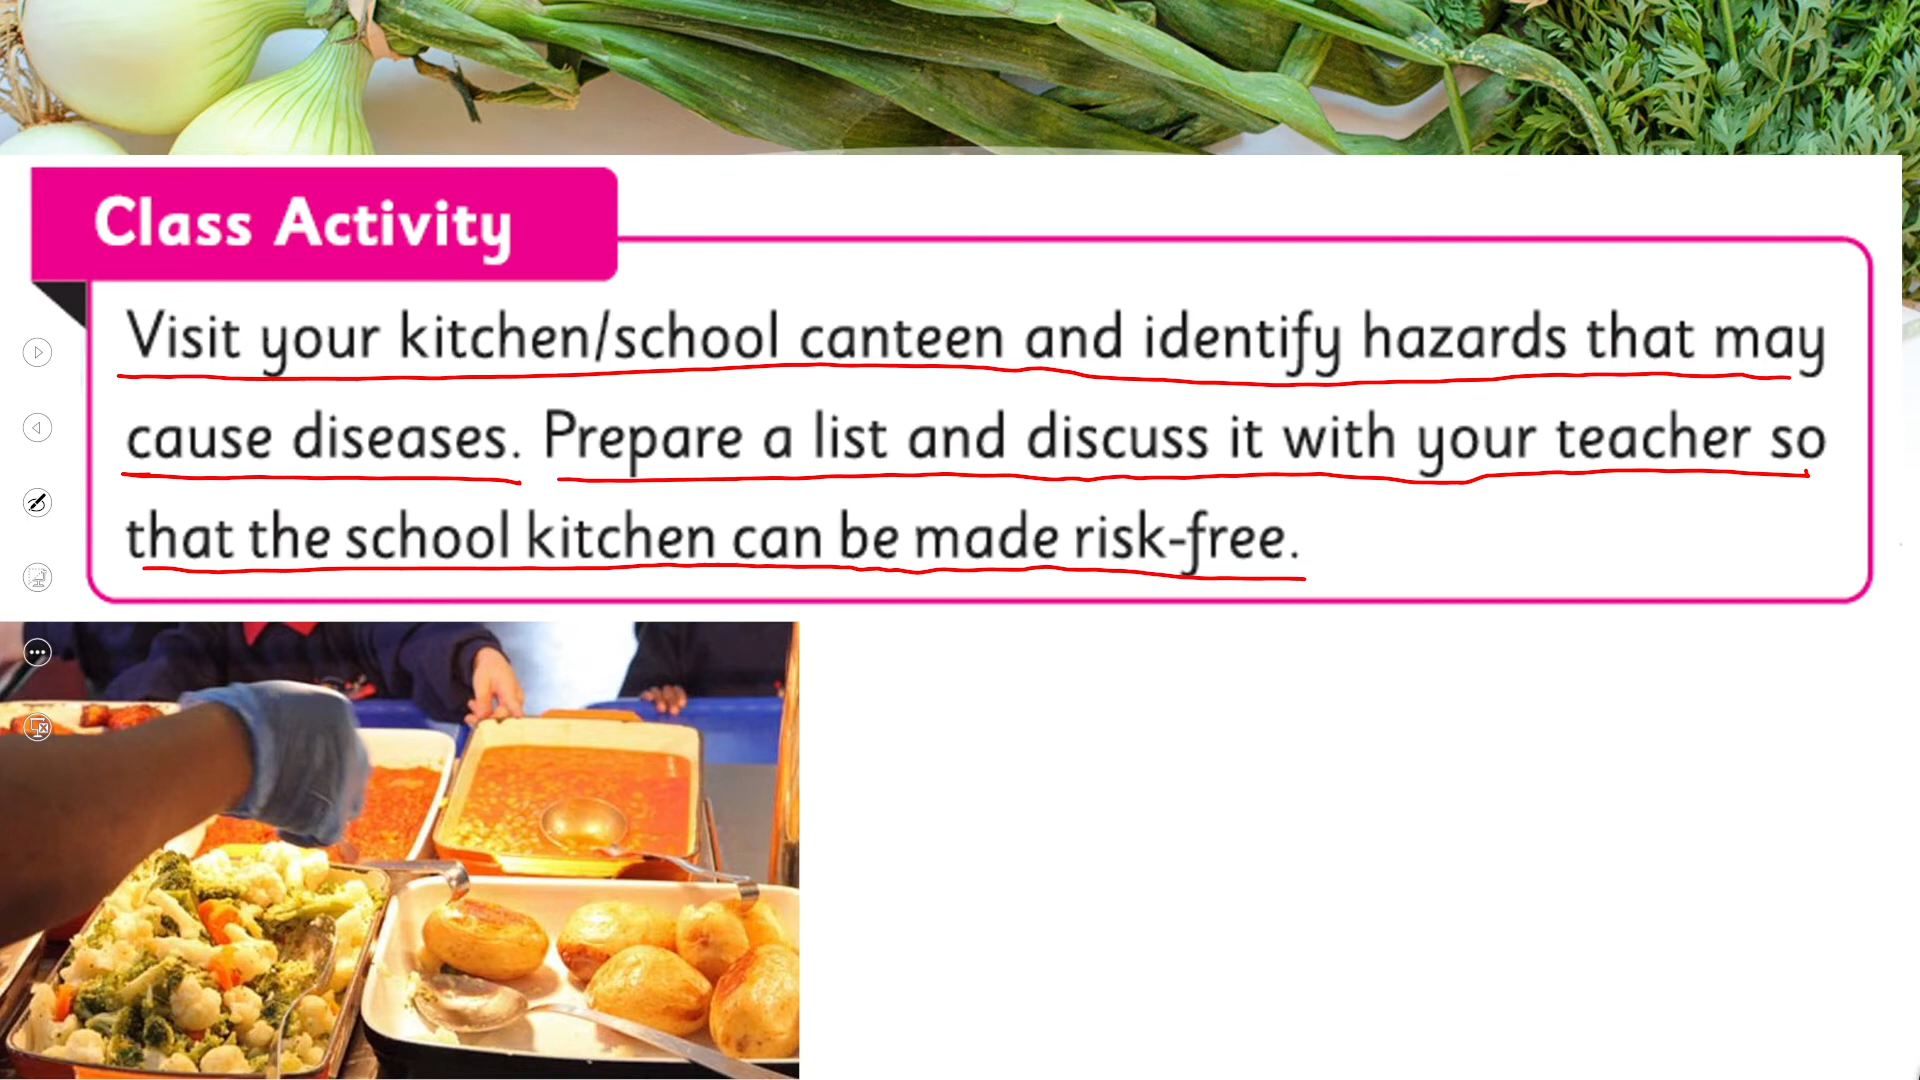 Class Activity
Visit your kitchen/school canteen and identify hazards that may
cause diseases. Prepare a list and discuss it with your teacher so
that the school kitchen can be made risk-free.